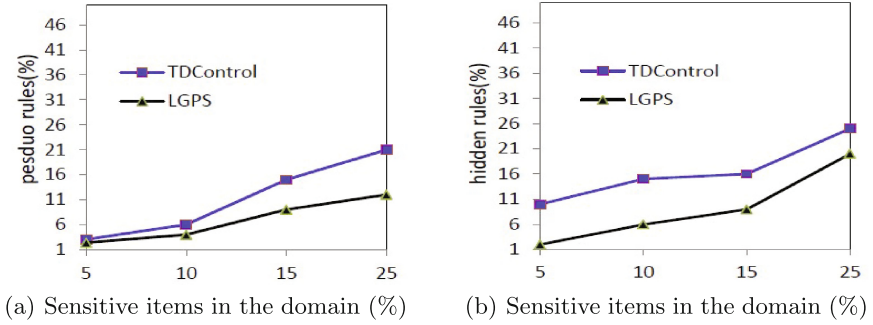 46
41
36
31
26
21
16
11
6
1
pesduo rules(%)
TDControl
LGPS
5 10 15 25
(a) Sensitive items in the domain (%)
46
41
36
31
26
21
16
11
6
1
hidden rules(%)
TDControl
LGPS
5 10 15 25
(b) Sensitive items in the domain (%)